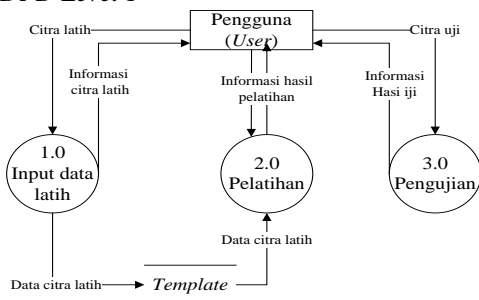 Pengguna
(User)
Citra latih
Citra uji
Informasi
citra latih
Informasi hasil
pelatihan
Informasi
Hasi iji
1.0
Input data
latih
2.0
Pelatihan
3.0
Pengujian
Data citra latih
Data citra latih
Template